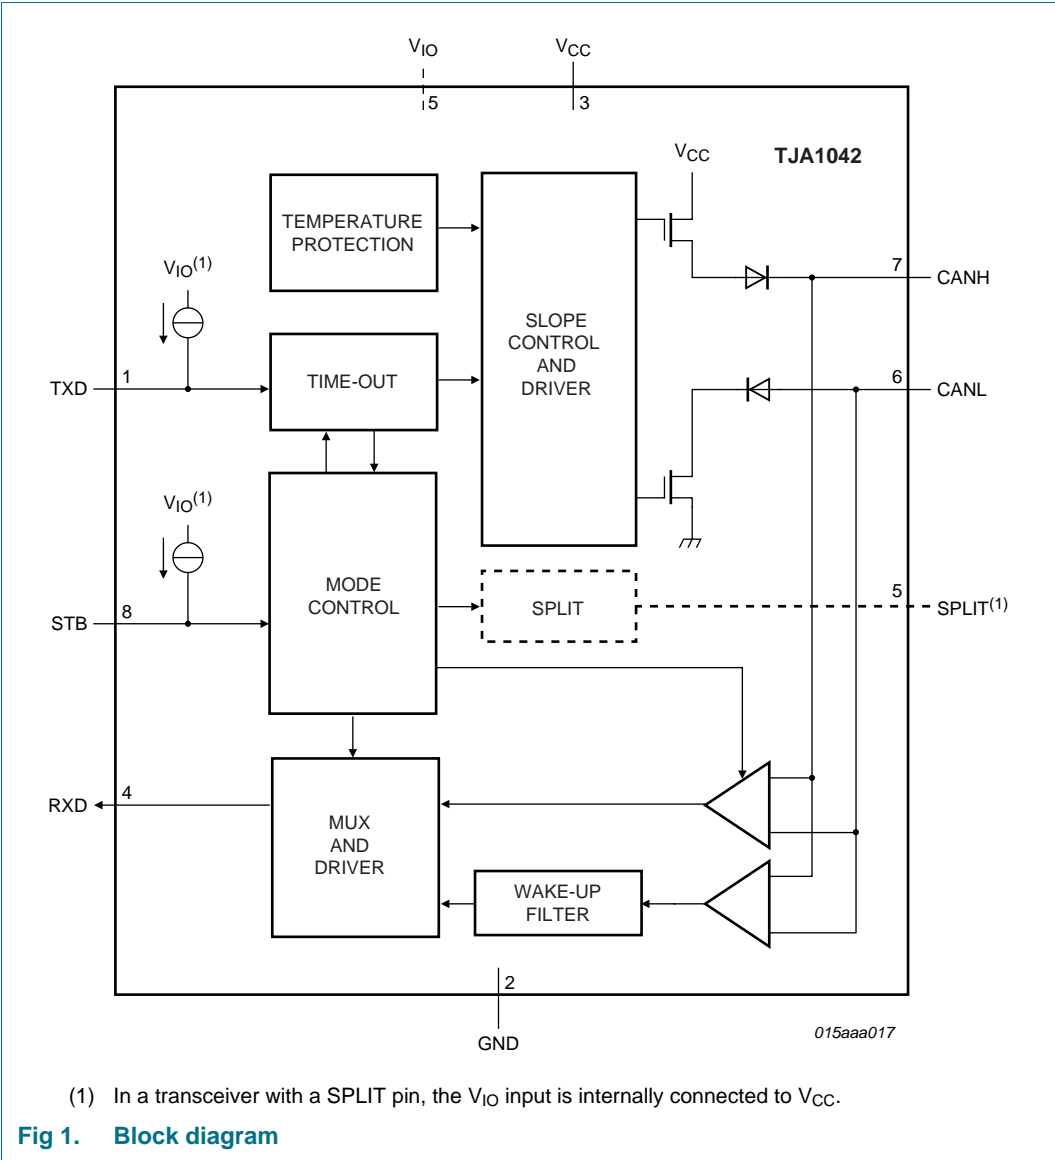 VIO
VCC
5
3
VCC
TJA1042
TEMPERATURE
PROTECTION
VIO(1)
7
CANH
SLOPE
CONTROL
AND
DRIVER
TXD
1
TIME-OUT
6
CANL
VIO(1)
MODE
CONTROL
STB
8
SPLIT
5
SPLIT(1)
RXD
4
MUX
AND
DRIVER
WAKE-UP
FILTER
2
GND
015aaa017
(1) In a transceiver with a SPLIT pin, the VIO input is internally connected to VCC.
Fig 1. Block diagram